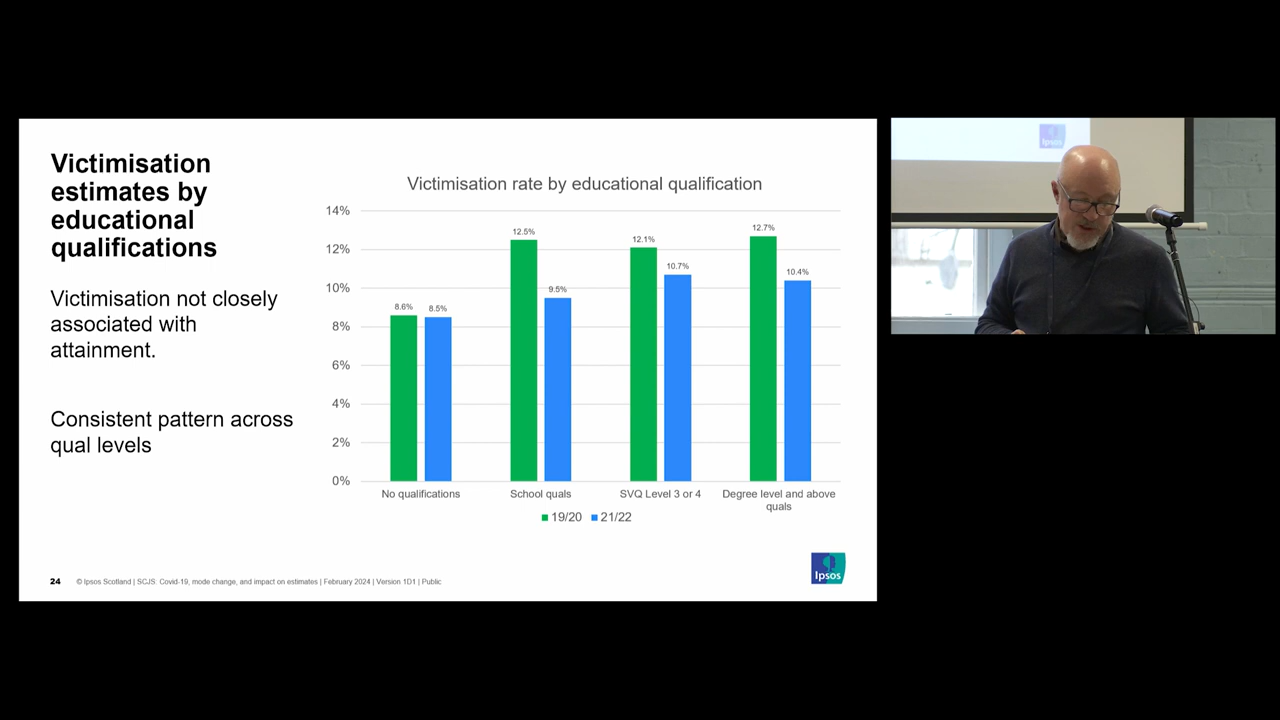 Victimisation
estimates by
educational
qualifications
Victimisation not closely
associated with
attainment.
Consistent pattern across
qual levels
Victimisation rate by educational qualification
14%
12%
10%
8%
6%
4%
2%
0%
8.6%
8.5%
12.5%
9.5%
12.1%
10.7%
12.7%
10.4%
No qualifications
School quals
SVQ Level 3 or 4
Degree level and above
quals
19/20
21/22
24
© Ipsos Scotland | SCJS: Covid-19, mode change, and impact on estimates | February 2024 | Version 1D1 | Public
Ipsos
Ipsos